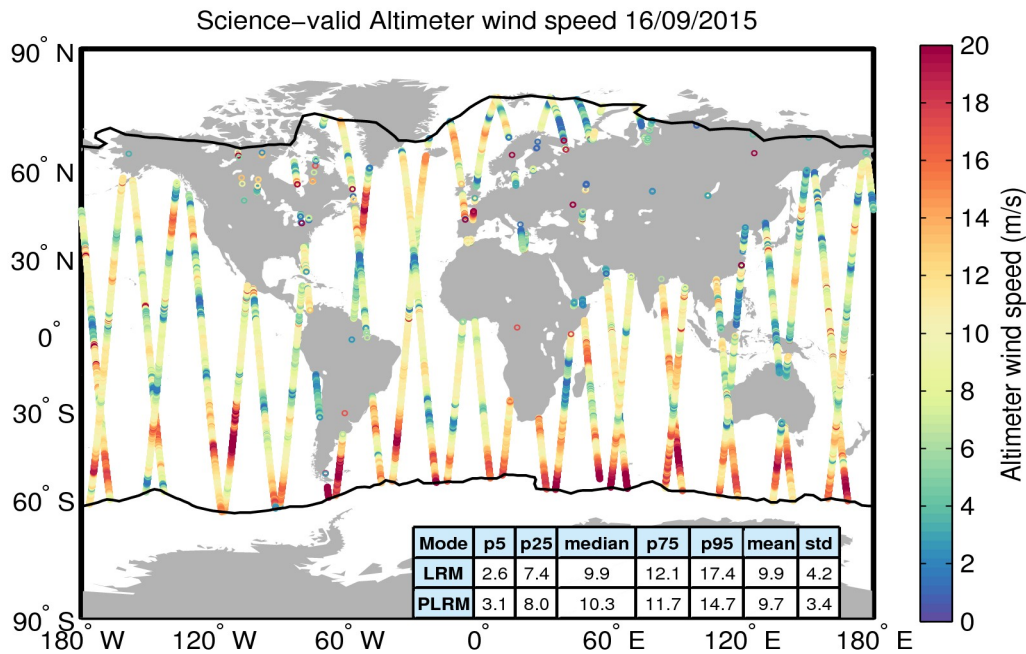 Science−valid Altimeter wind speed 16/09/2015
90° N
60° N
30° N
0°
30° S
60° S
90° S
180° W
120° W
60° W
0°
60° E
120° E
180° E
Mode p5 p25 median p75 p95 mean std
LRM 2.6 7.4 9.9 12.1 17.4 9.9 4.2
PLRM 3.1 8.0 10.3 11.7 14.7 9.7 3.4
20
18
16
14
12
10
8
6
4
2
0
Altimeter wind speed (m/s)